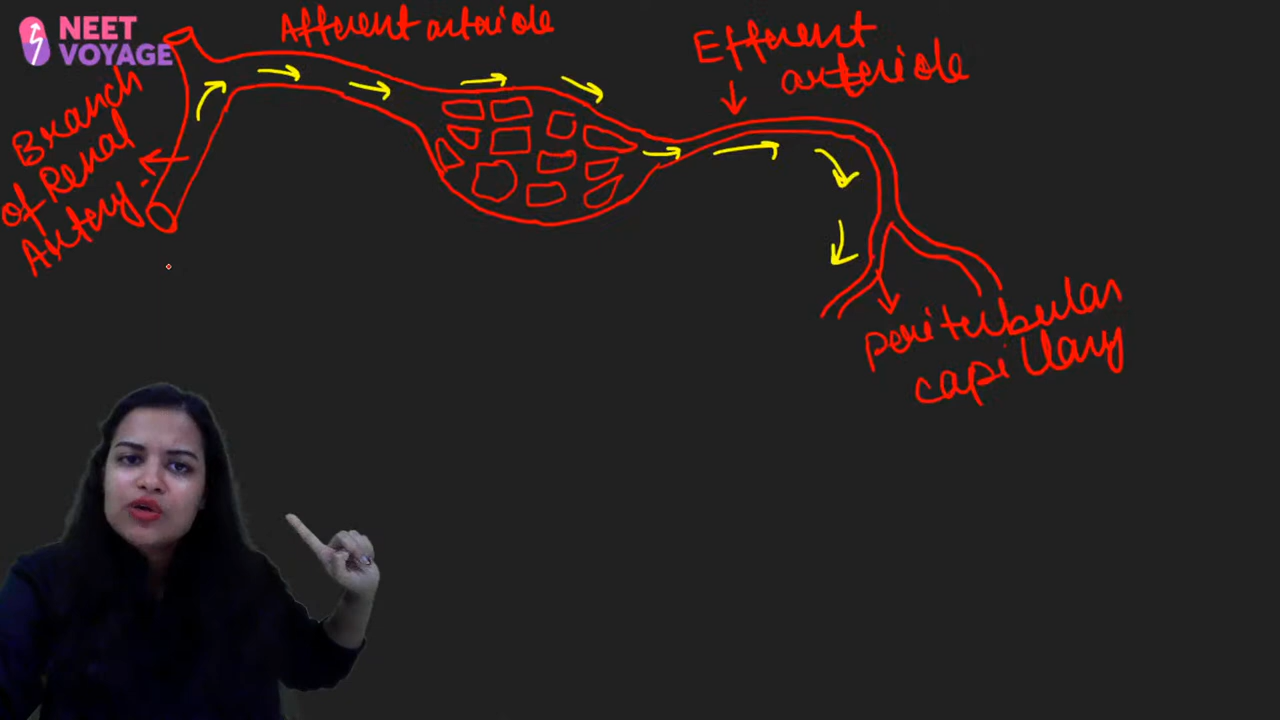 NEET
VOYAGE
Afferent arteriole
Efferent
arteriole
Branch
of Renal
Artery
peritubular
capillary